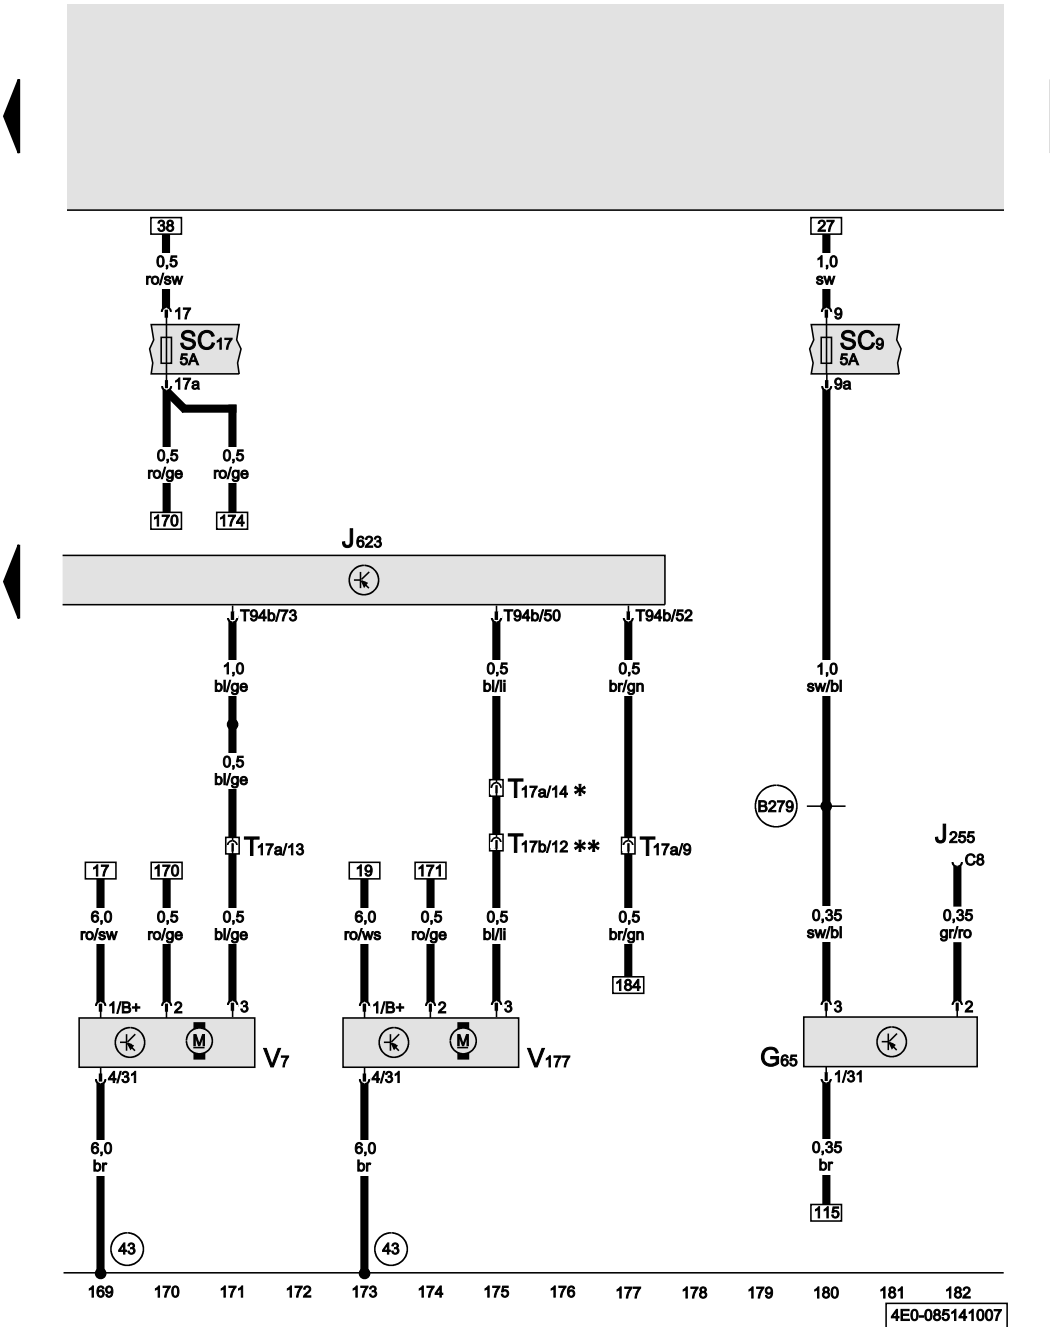 38 27
0,5 1,0
ro/sw sw
17 9
SC17 SC9
5A 5A
17a 9a
0,5 0,5
ro/ge ro/ge
170 174
J623
T94b/73 T94b/50 T94b/52
1,0 0,5 0,5 1,0
bl/ge bl/li br/gn sw/bl
0,5
bl/ge
T17a/14 *
B279
T17a/13 T17b/12 ** T17a/9 J255
C8
17 170 19 171
6,0 0,5 0,5 6,0 0,5 0,5 0,5 0,35 0,35
ro/sw ro/ge bl/ge ro/ws ro/ge bl/li br/gn sw/bl gr/ro
184
1/B+ 2 3 1/B+ 2 3 3 2
M M
V7 V177 G65
4/31 4/31 1/31
6,0 6,0 0,35
br br br
115
43 43
169 170 171 172 173 174 175 176 177 178 179 180 181 182
4E0-085141007